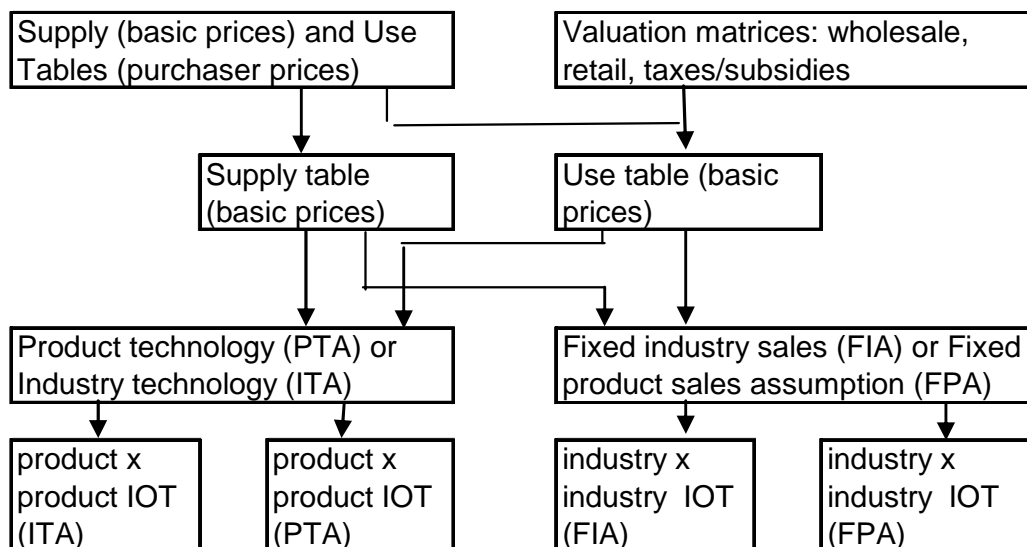 Supply (basic prices) and Use
Tables (purchaser prices)
Valuation matrices: wholesale,
retail, taxes/subsidies
Supply table
(basic prices)
Use table (basic
prices)
Product technology (PTA) or
Industry technology (ITA)
Fixed industry sales (FIA) or Fixed
product sales assumption (FPA)
product x
product IOT
(ITA)
product x
product IOT
(PTA)
industry x
industry  IOT
(FIA)
industry x
industry  IOT
(FPA)